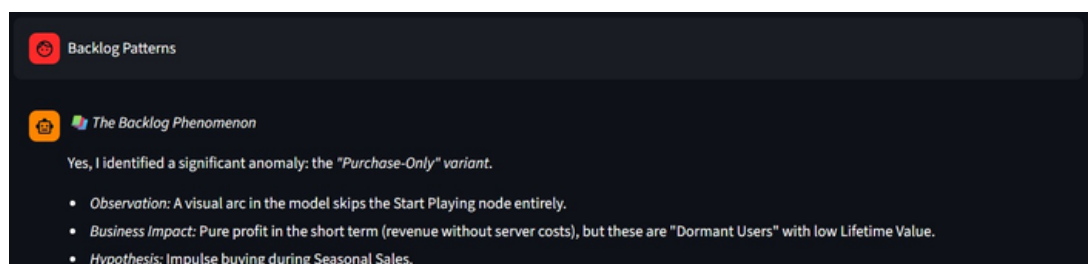 Backlog Patterns
The Backlog Phenomenon
Yes, I identified a significant anomaly: the "Purchase-Only" variant.
• Observation: A visual arc in the model skips the Start Playing node entirely.
• Business Impact: Pure profit in the short term (revenue without server costs), but these are "Dormant Users" with low Lifetime Value.
• Hypothesis: Impulse buying during Seasonal Sales.